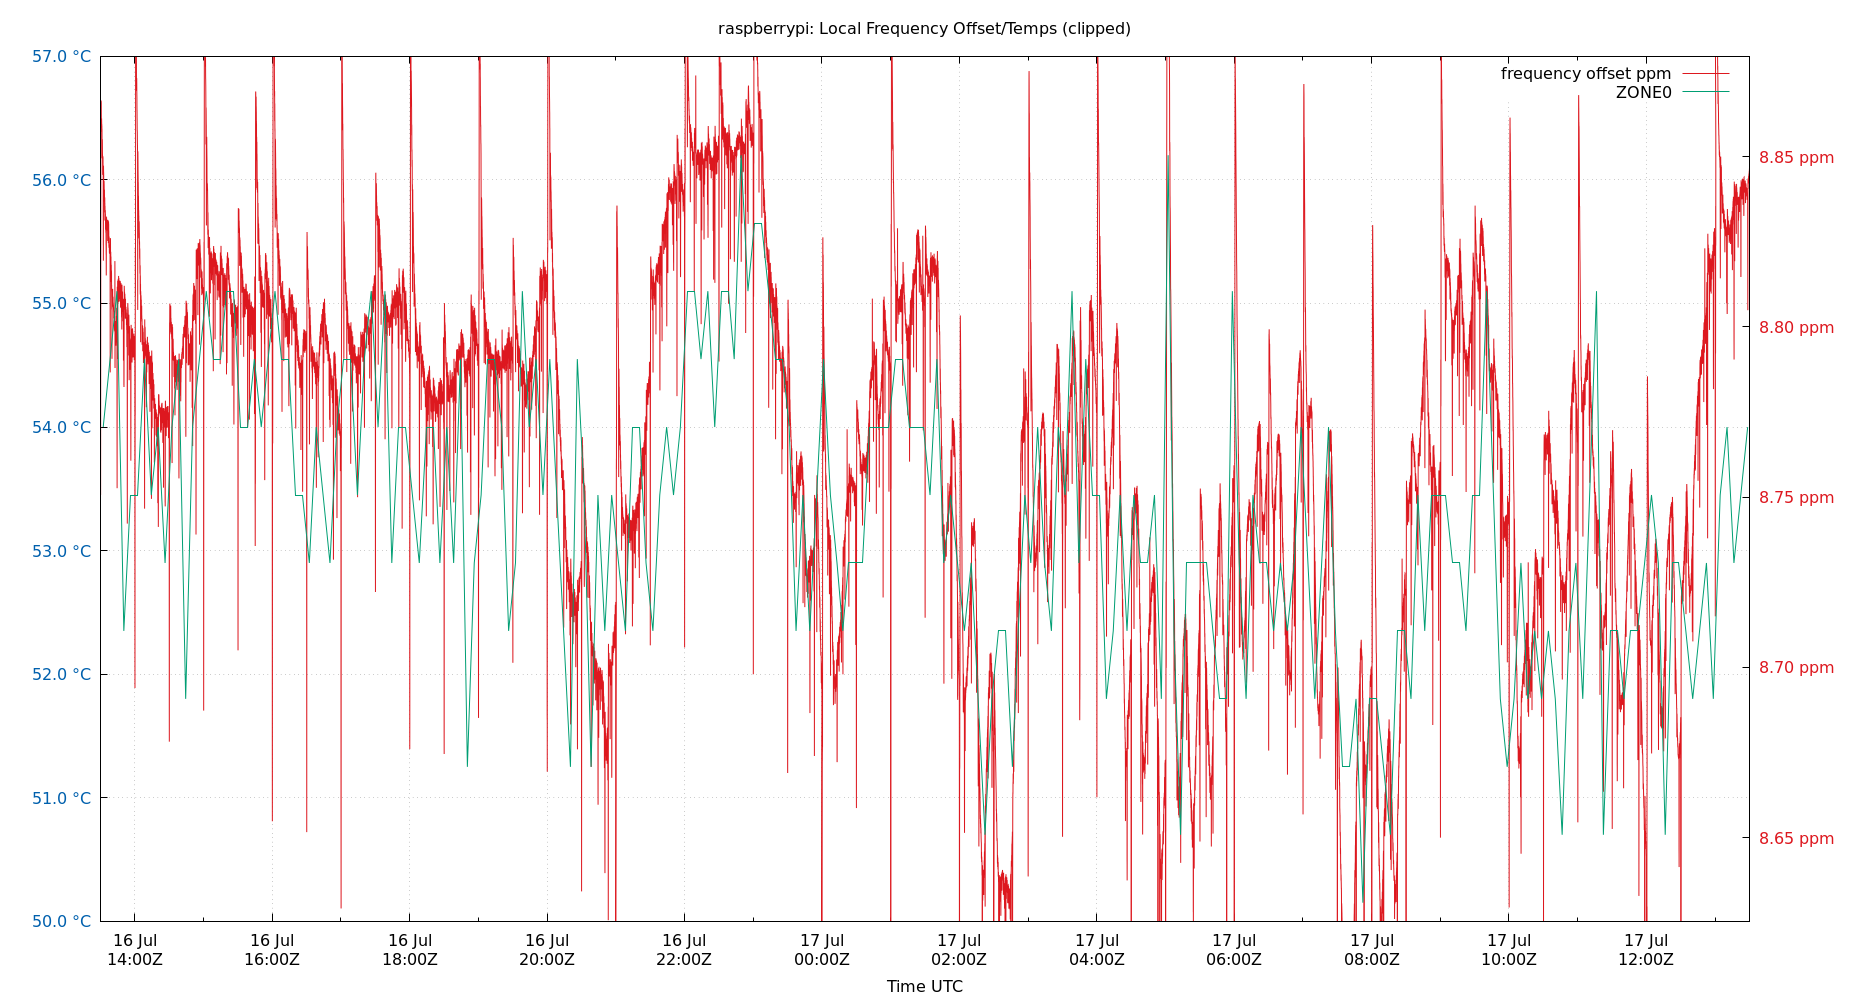 raspberrypi: Local Frequency Offset/Temps (clipped)
frequency offset ppm
ZONE0
57.0 °C
56.0 °C
55.0 °C
54.0 °C
53.0 °C
52.0 °C
51.0 °C
50.0 °C
8.85 ppm
8.80 ppm
8.75 ppm
8.70 ppm
8.65 ppm
16 Jul
14:00Z
16 Jul
16:00Z
16 Jul
18:00Z
16 Jul
20:00Z
16 Jul
22:00Z
17 Jul
00:00Z
17 Jul
02:00Z
17 Jul
04:00Z
17 Jul
06:00Z
17 Jul
08:00Z
17 Jul
10:00Z
17 Jul
12:00Z
Time UTC